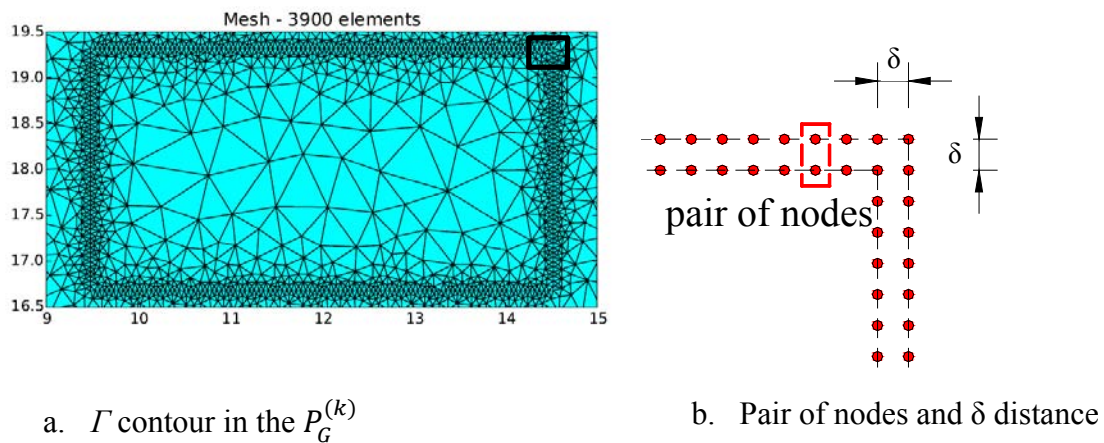 Mesh - 3900 elements
19.5
19.0
18.5
18.0
17.5
17.0
16.5
9 10 11 12 13 14 15
δ
δ
pair of nodes
a. Γ contour in the $P_G^{(k)}$
b. Pair of nodes and δ distance